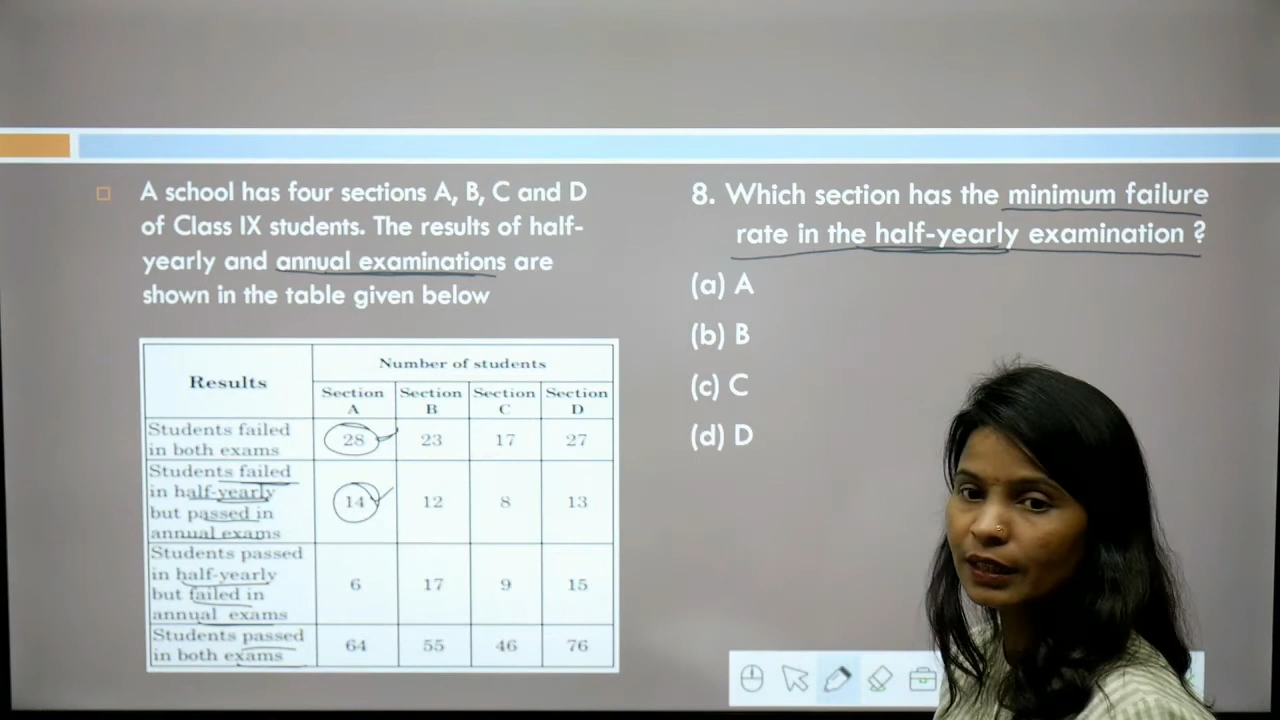 A school has four sections A, B, C and D
of Class IX students. The results of half-
yearly and annual examinations are
shown in the table given below
Results
Number of students
Section A
Section B
Section C
Section D
Students failed
in both exams
28 23 17 27
Students failed
in half-yearly
but passed in
annual exams
14 12 8 13
Students passed
in half-yearly
but failed in
annual exams
6 17 9 15
Students passed
in both exams
64 55 46 76
8. Which section has the minimum failure
rate in the half-yearly examination ?
(a) A
(b) B
(c) C
(d) D